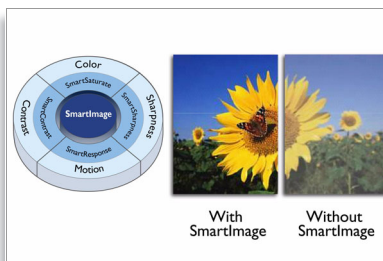 Color
SmartSaturate
Contrast
SmartContrast
SmartImage
SmartSharpness
Sharpness
SmartResponse
Motion
With
SmartImage
Without
SmartImage